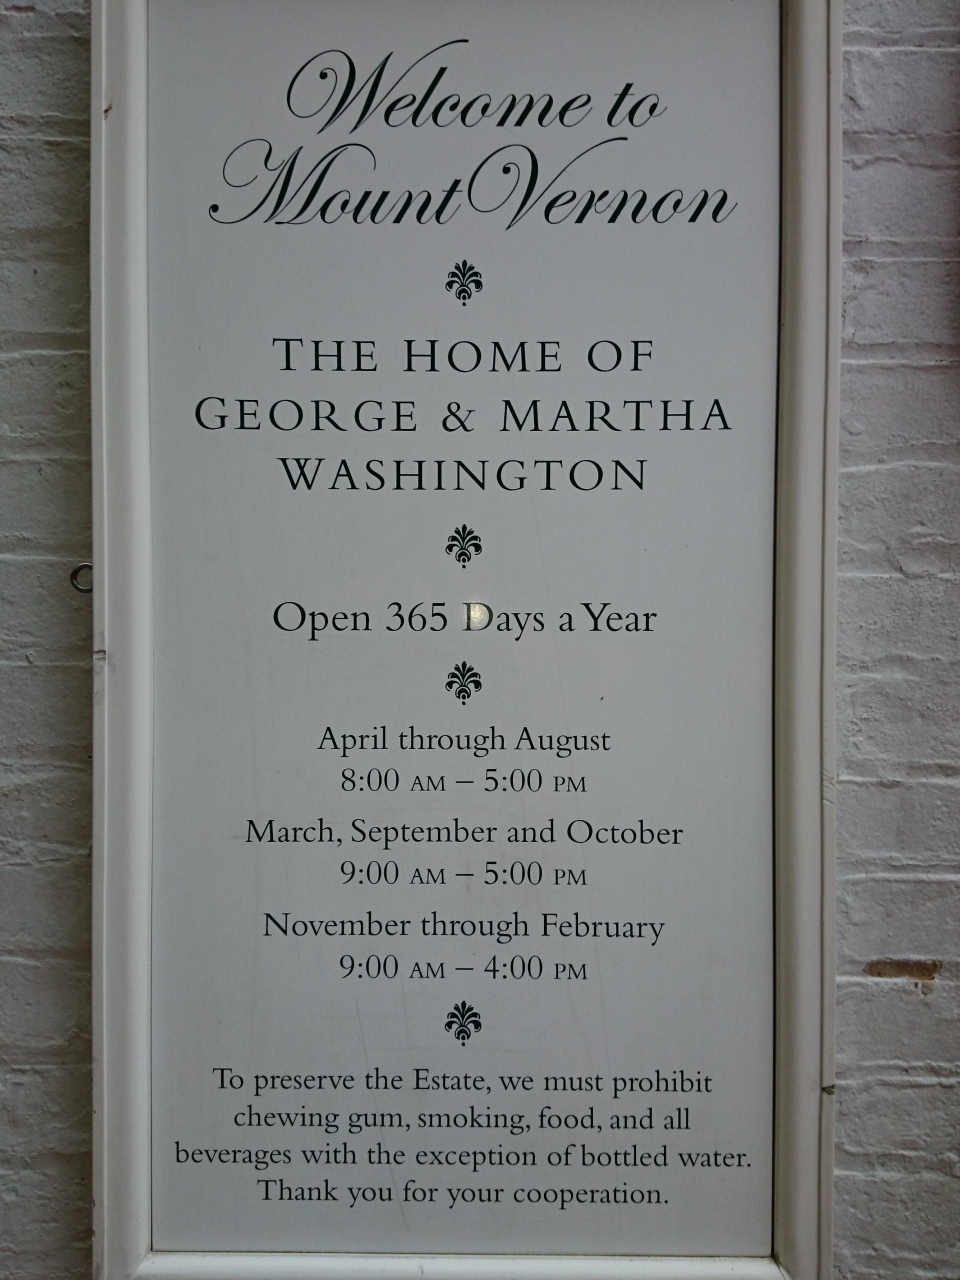 Welcome to
Mount Vernon
THE HOME OF
GEORGE & MARTHA
WASHINGTON
Open 365 Days a Year
April through August
8:00 AM – 5:00 PM
March, September and October
9:00 AM – 5:00 PM
November through February
9:00 AM – 4:00 PM
To preserve the Estate, we must prohibit
chewing gum, smoking, food, and all
beverages with the exception of bottled water.
Thank you for your cooperation.